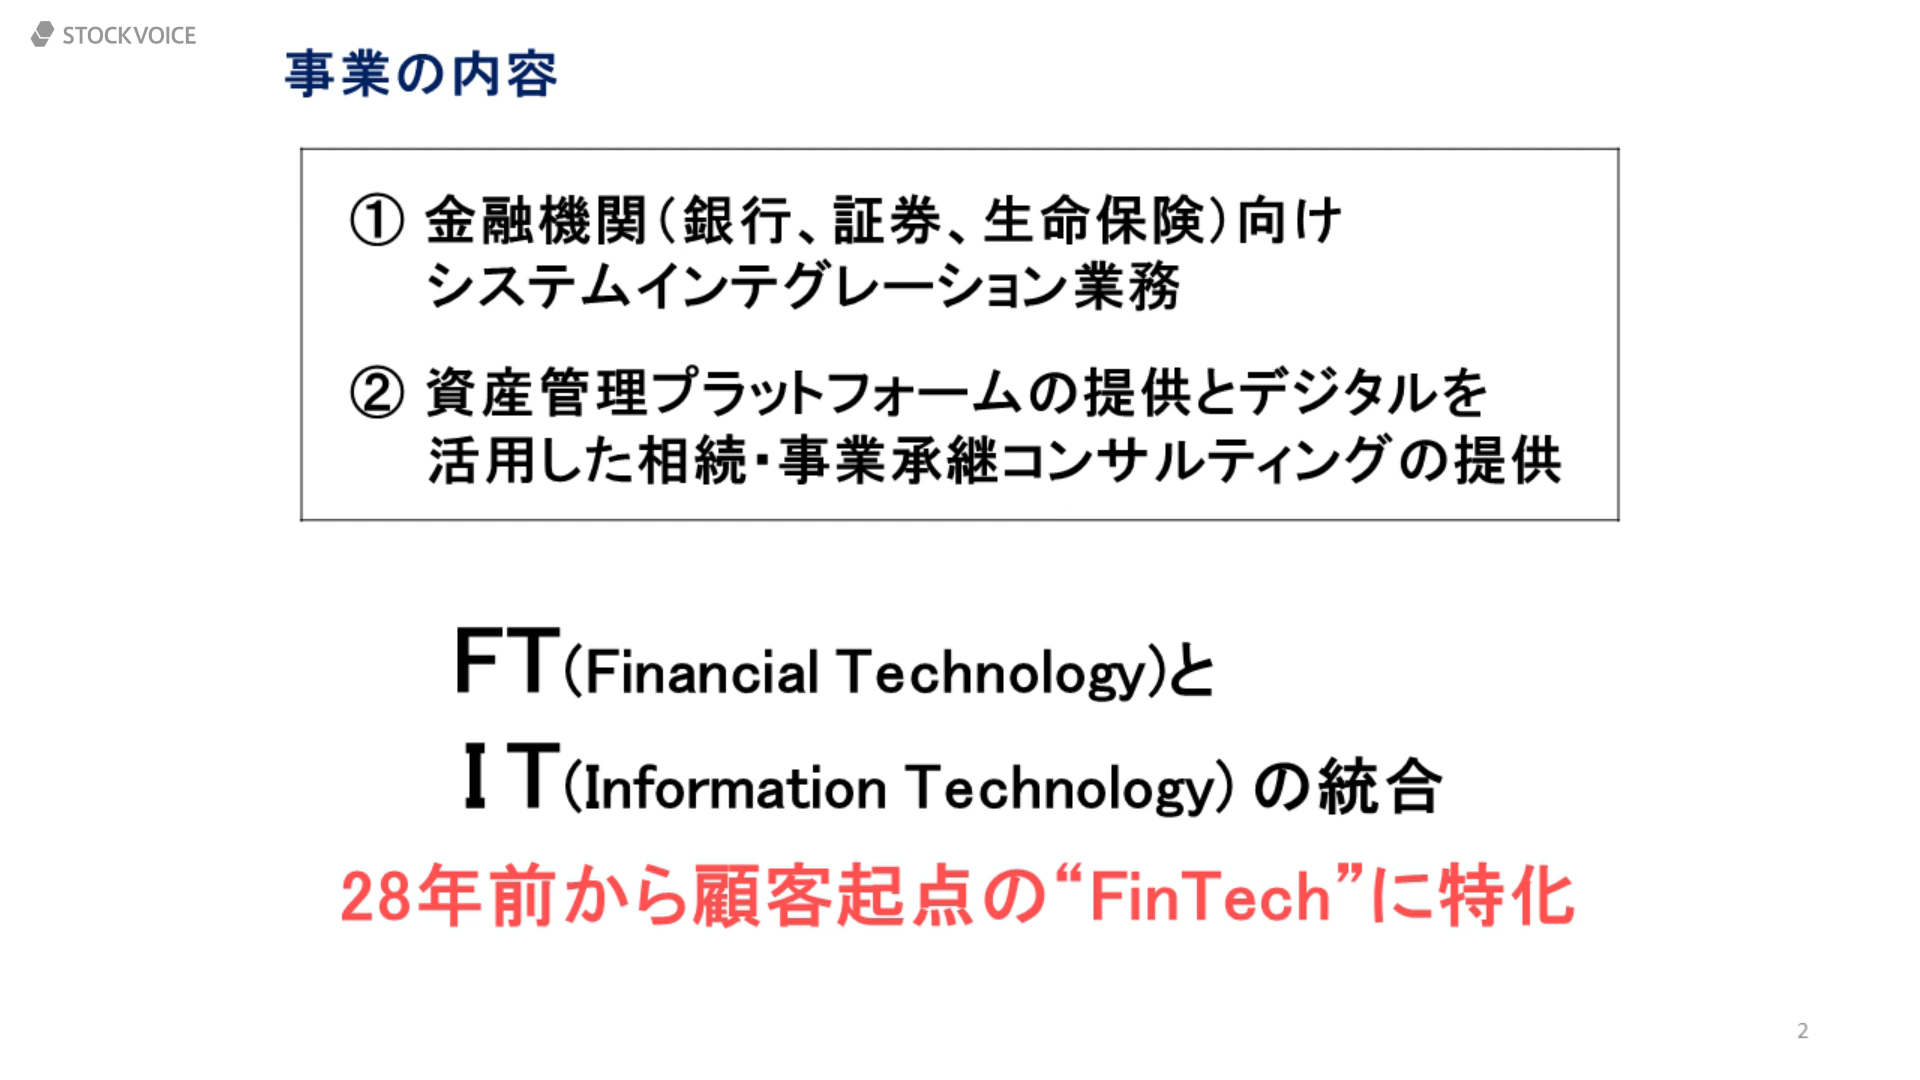 STOCKVOICE
事業の内容
① 金融機関（銀行、証券、生命保険）向け
システムインテグレーション業務
② 資産管理プラットフォームの提供とデジタルを
活用した相続・事業承継コンサルティングの提供
FT(Financial Technology)と
IT(Information Technology) の統合
28年前から顧客起点の“FinTech”に特化
2